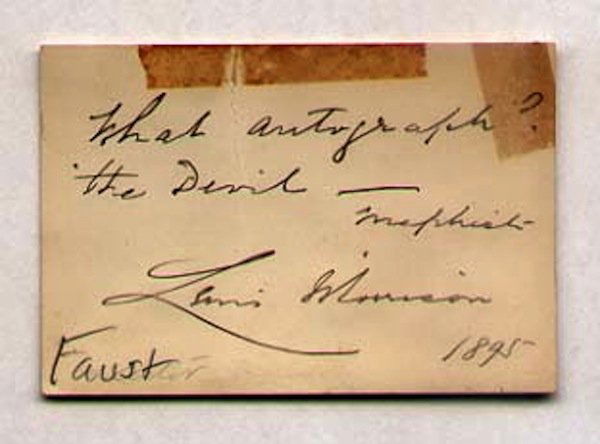 What autograph?
'the Devil —
Mephisto
Lewis Morrison
Faust
1895